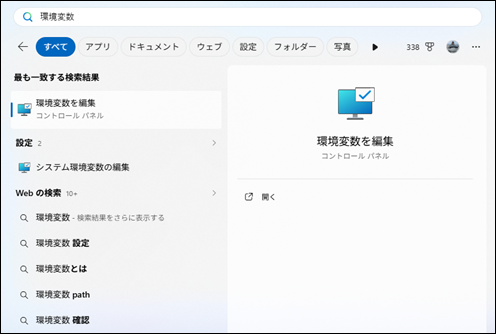 環境変数
すべて アプリ ドキュメント ウェブ 設定 フォルダー 写真 338
最も一致する検索結果
環境変数を編集
コントロール パネル
設定 2
システム環境変数の編集
Web の検索 10+
環境変数 - 検索結果をさらに表示する
環境変数 設定
環境変数とは
環境変数 path
環境変数 確認
環境変数を編集
コントロール パネル
開く